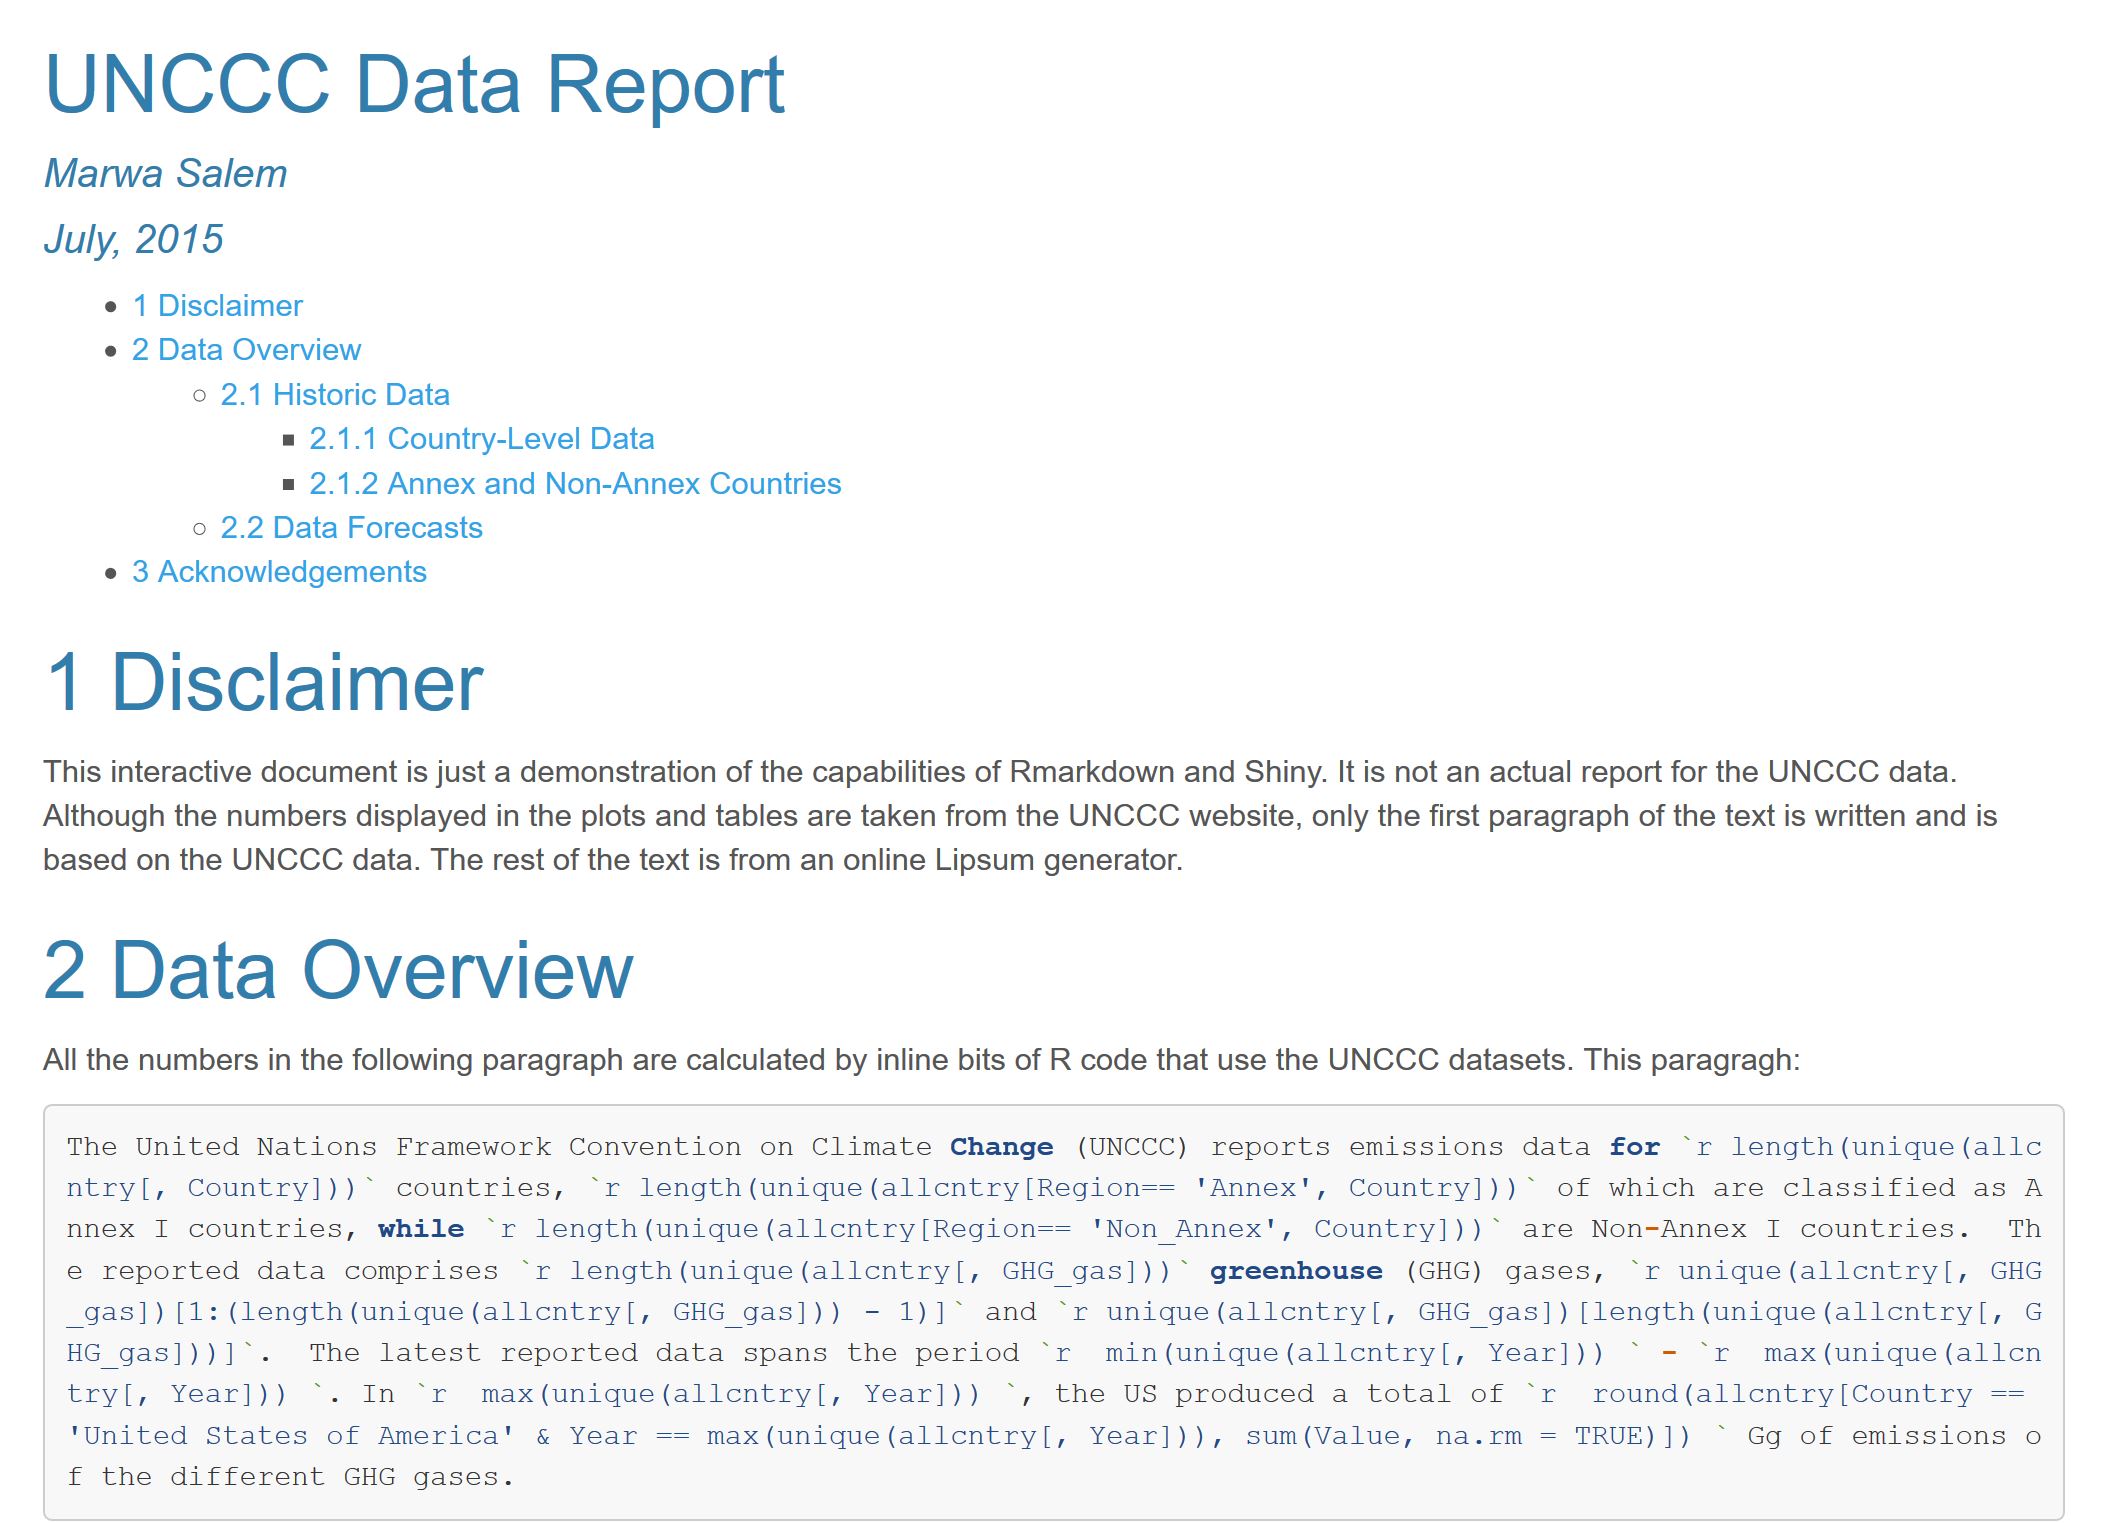 UNCCC Data Report
Marwa Salem
July, 2015
1 Disclaimer
2 Data Overview
2.1 Historic Data
2.1.1 Country-Level Data
2.1.2 Annex and Non-Annex Countries
2.2 Data Forecasts
3 Acknowledgements
1 Disclaimer
This interactive document is just a demonstration of the capabilities of Rmarkdown and Shiny. It is not an actual report for the UNCCC data.
Although the numbers displayed in the plots and tables are taken from the UNCCC website, only the first paragraph of the text is written and is
based on the UNCCC data. The rest of the text is from an online Lipsum generator.
2 Data Overview
All the numbers in the following paragraph are calculated by inline bits of R code that use the UNCCC datasets. This paragragh:
The United Nations Framework Convention on Climate Change (UNCCC) reports emissions data for `r length(unique(allc
ntry[, Country]))` countries, `r length(unique(allcntry[Region== 'Annex', Country]))` of which are classified as A
nnex I countries, while `r length(unique(allcntry[Region== 'Non_Annex', Country]))` are Non-Annex I countries.  Th
e reported data comprises `r length(unique(allcntry[, GHG_gas]))` greenhouse (GHG) gases, `r unique(allcntry[, GHG
_gas])[1:(length(unique(allcntry[, GHG_gas])) - 1)]` and `r unique(allcntry[, GHG_gas])[length(unique(allcntry[, G
HG_gas]))]`.  The latest reported data spans the period `r  min(unique(allcntry[, Year])) ` - `r  max(unique(allcn
try[, Year])) `. In `r  max(unique(allcntry[, Year])) `, the US produced a total of `r  round(allcntry[Country ==
'United States of America' & Year == max(unique(allcntry[, Year])), sum(Value, na.rm = TRUE)]) ` Gg of emissions o
f the different GHG gases.